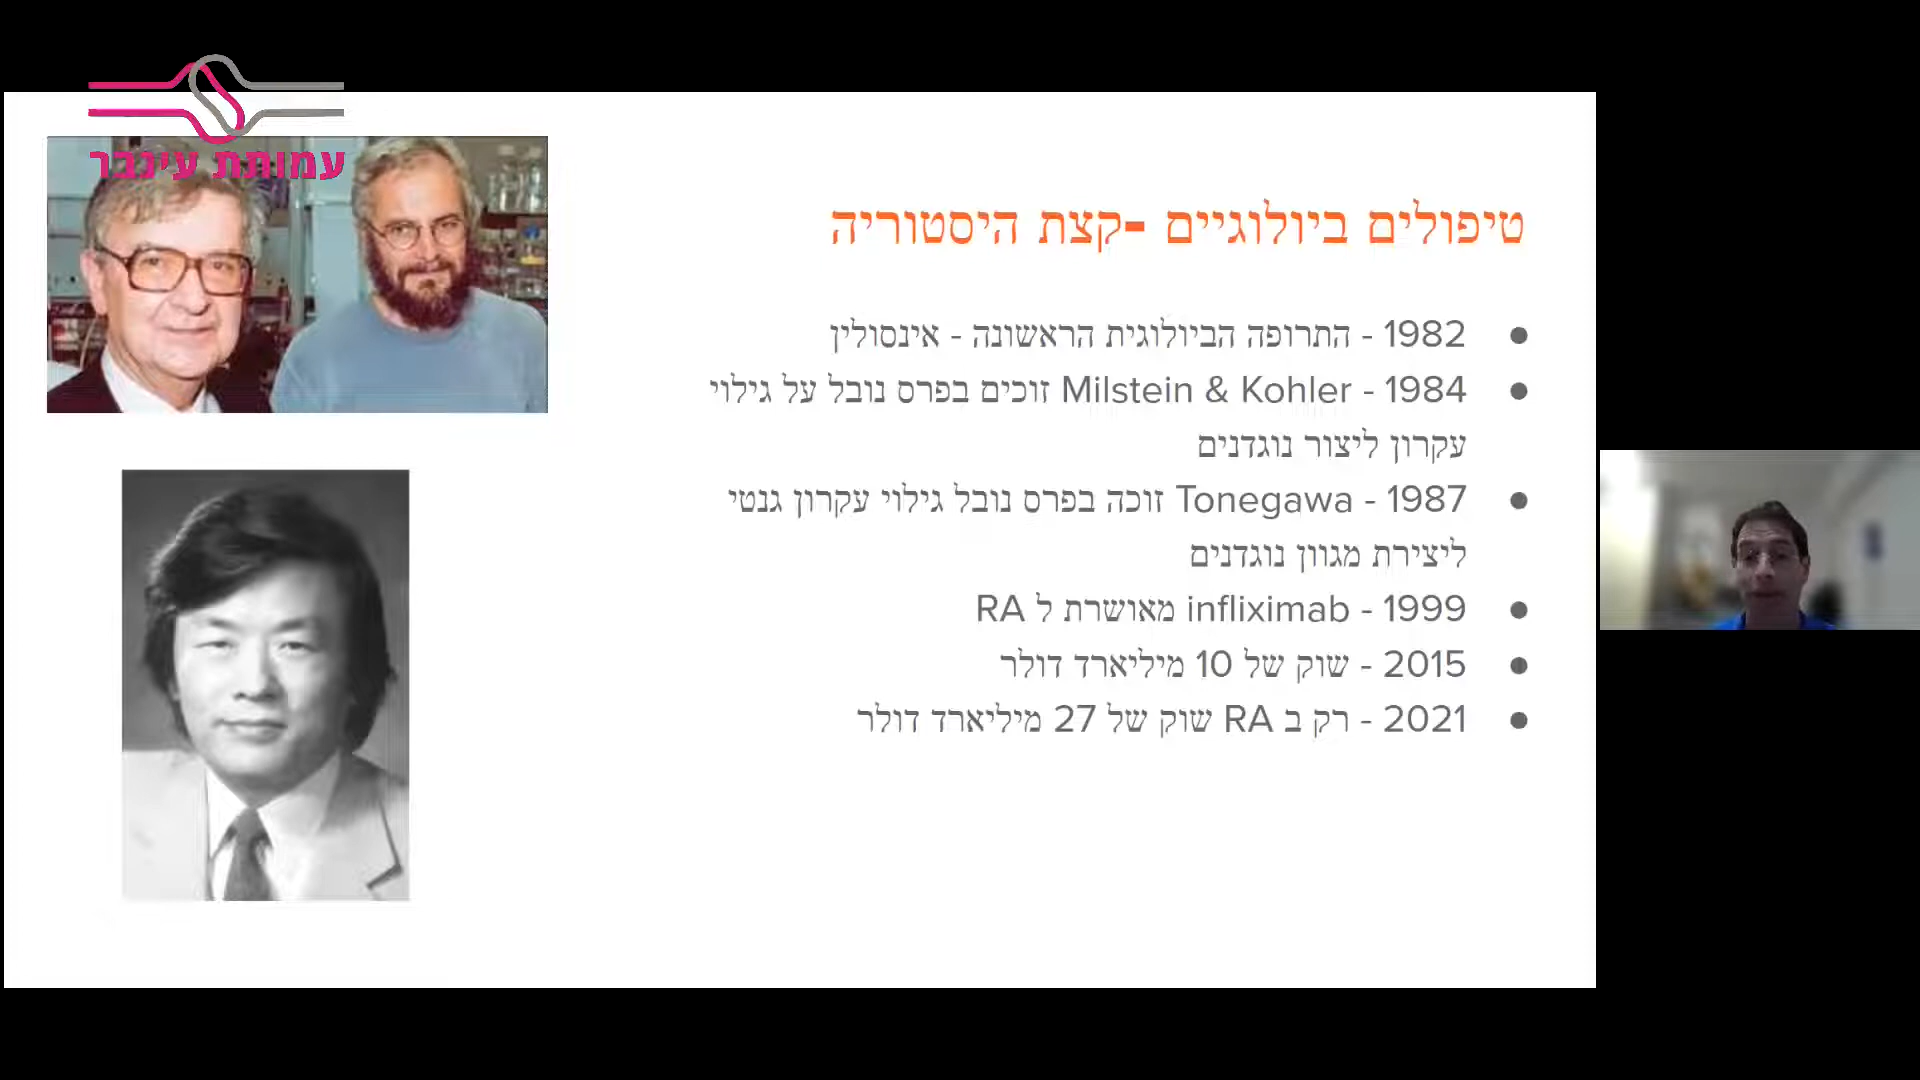 עמותת עינבר
טיפולים ביולוגיים -קצת היסטוריה
1982 - התרופה הביולוגית הראשונה - אינסולין
1984 - Milstein & Kohler זוכים בפרס נובל על גילוי
עקרון ליצור נוגדנים
1987 - Tonegawa זוכה בפרס נובל גילוי עקרון גנטי
ליצירת מגוון נוגדנים
1999 - infliximab מאושרת ל RA
2015 - שוק של 10 מיליארד דולר
2021 - רק ב RA שוק של 27 מיליארד דולר